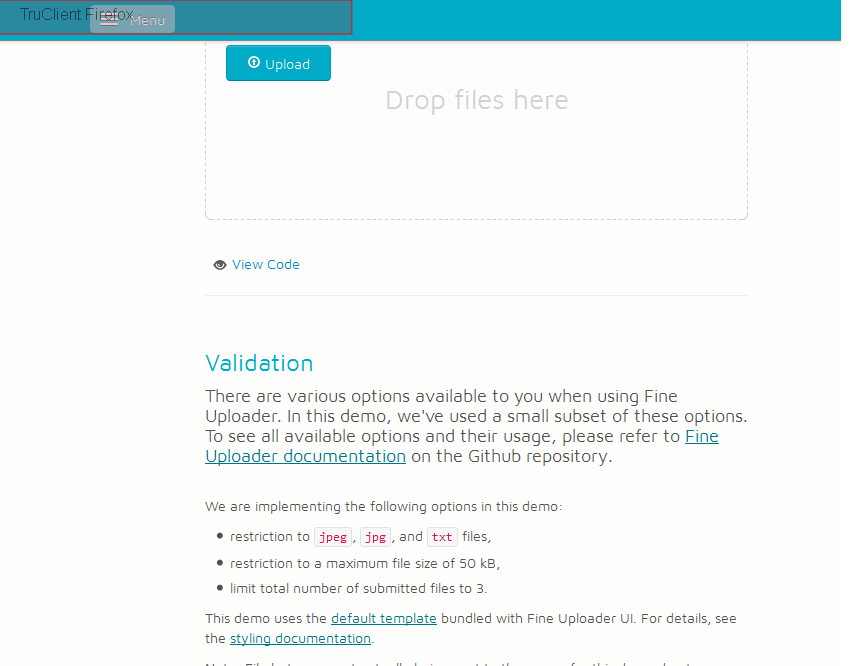 TruClient Firefox
Menu
Upload
Drop files here
View Code
Validation
There are various options available to you when using Fine
Uploader. In this demo, we've used a small subset of these options.
To see all available options and their usage, please refer to Fine
Uploader documentation on the Github repository.
We are implementing the following options in this demo:
restriction to jpeg, jpg, and txt files,
restriction to a maximum file size of 50 kB,
limit total number of submitted files to 3.
This demo uses the default template bundled with Fine Uploader UI. For details, see
the styling documentation.